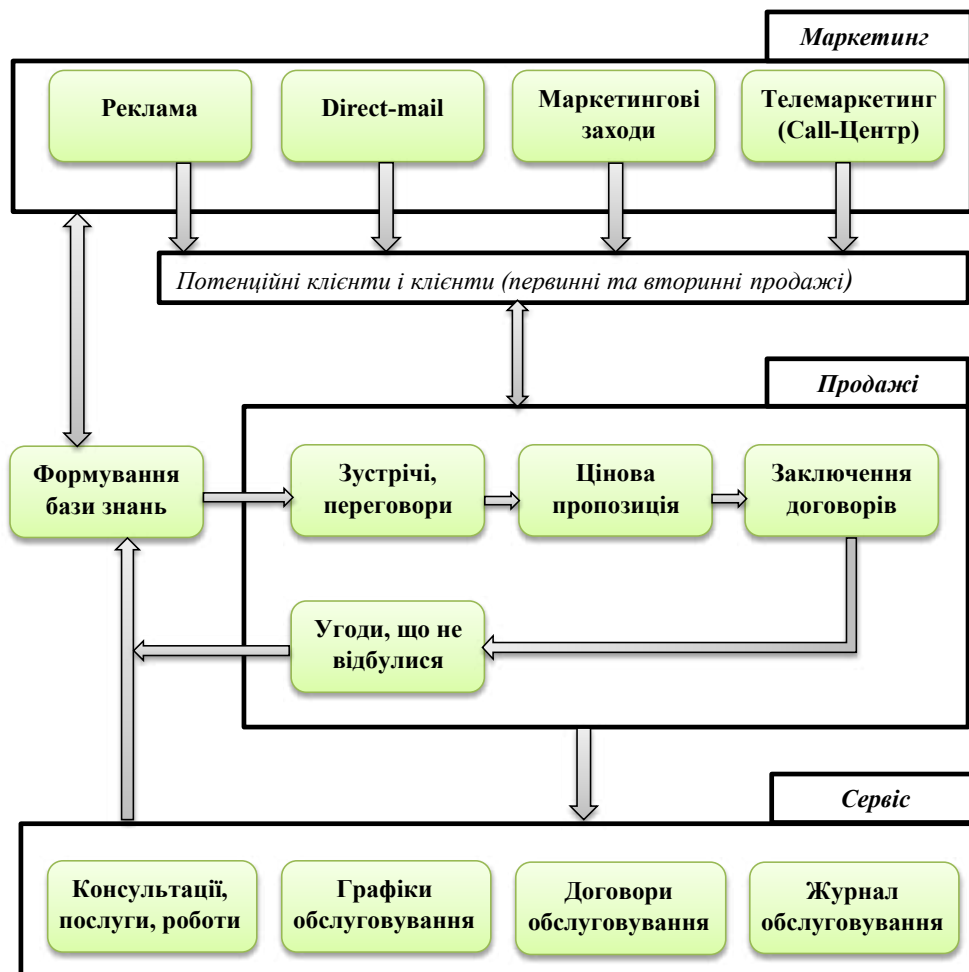 Маркетинг
Реклама
Direct-mail
Маркетингові
заходи
Телемаркетинг
(Call-Центр)
Потенційні клієнти і клієнти (первинні та вторинні продажі)
Продажі
Формування
бази знань
Зустрічі,
переговори
Цінова
пропозиція
Заключення
договорів
Угоди, що не
відбулися
Сервіс
Консультації,
послуги, роботи
Графіки
обслуговування
Договори
обслуговування
Журнал
обслуговування